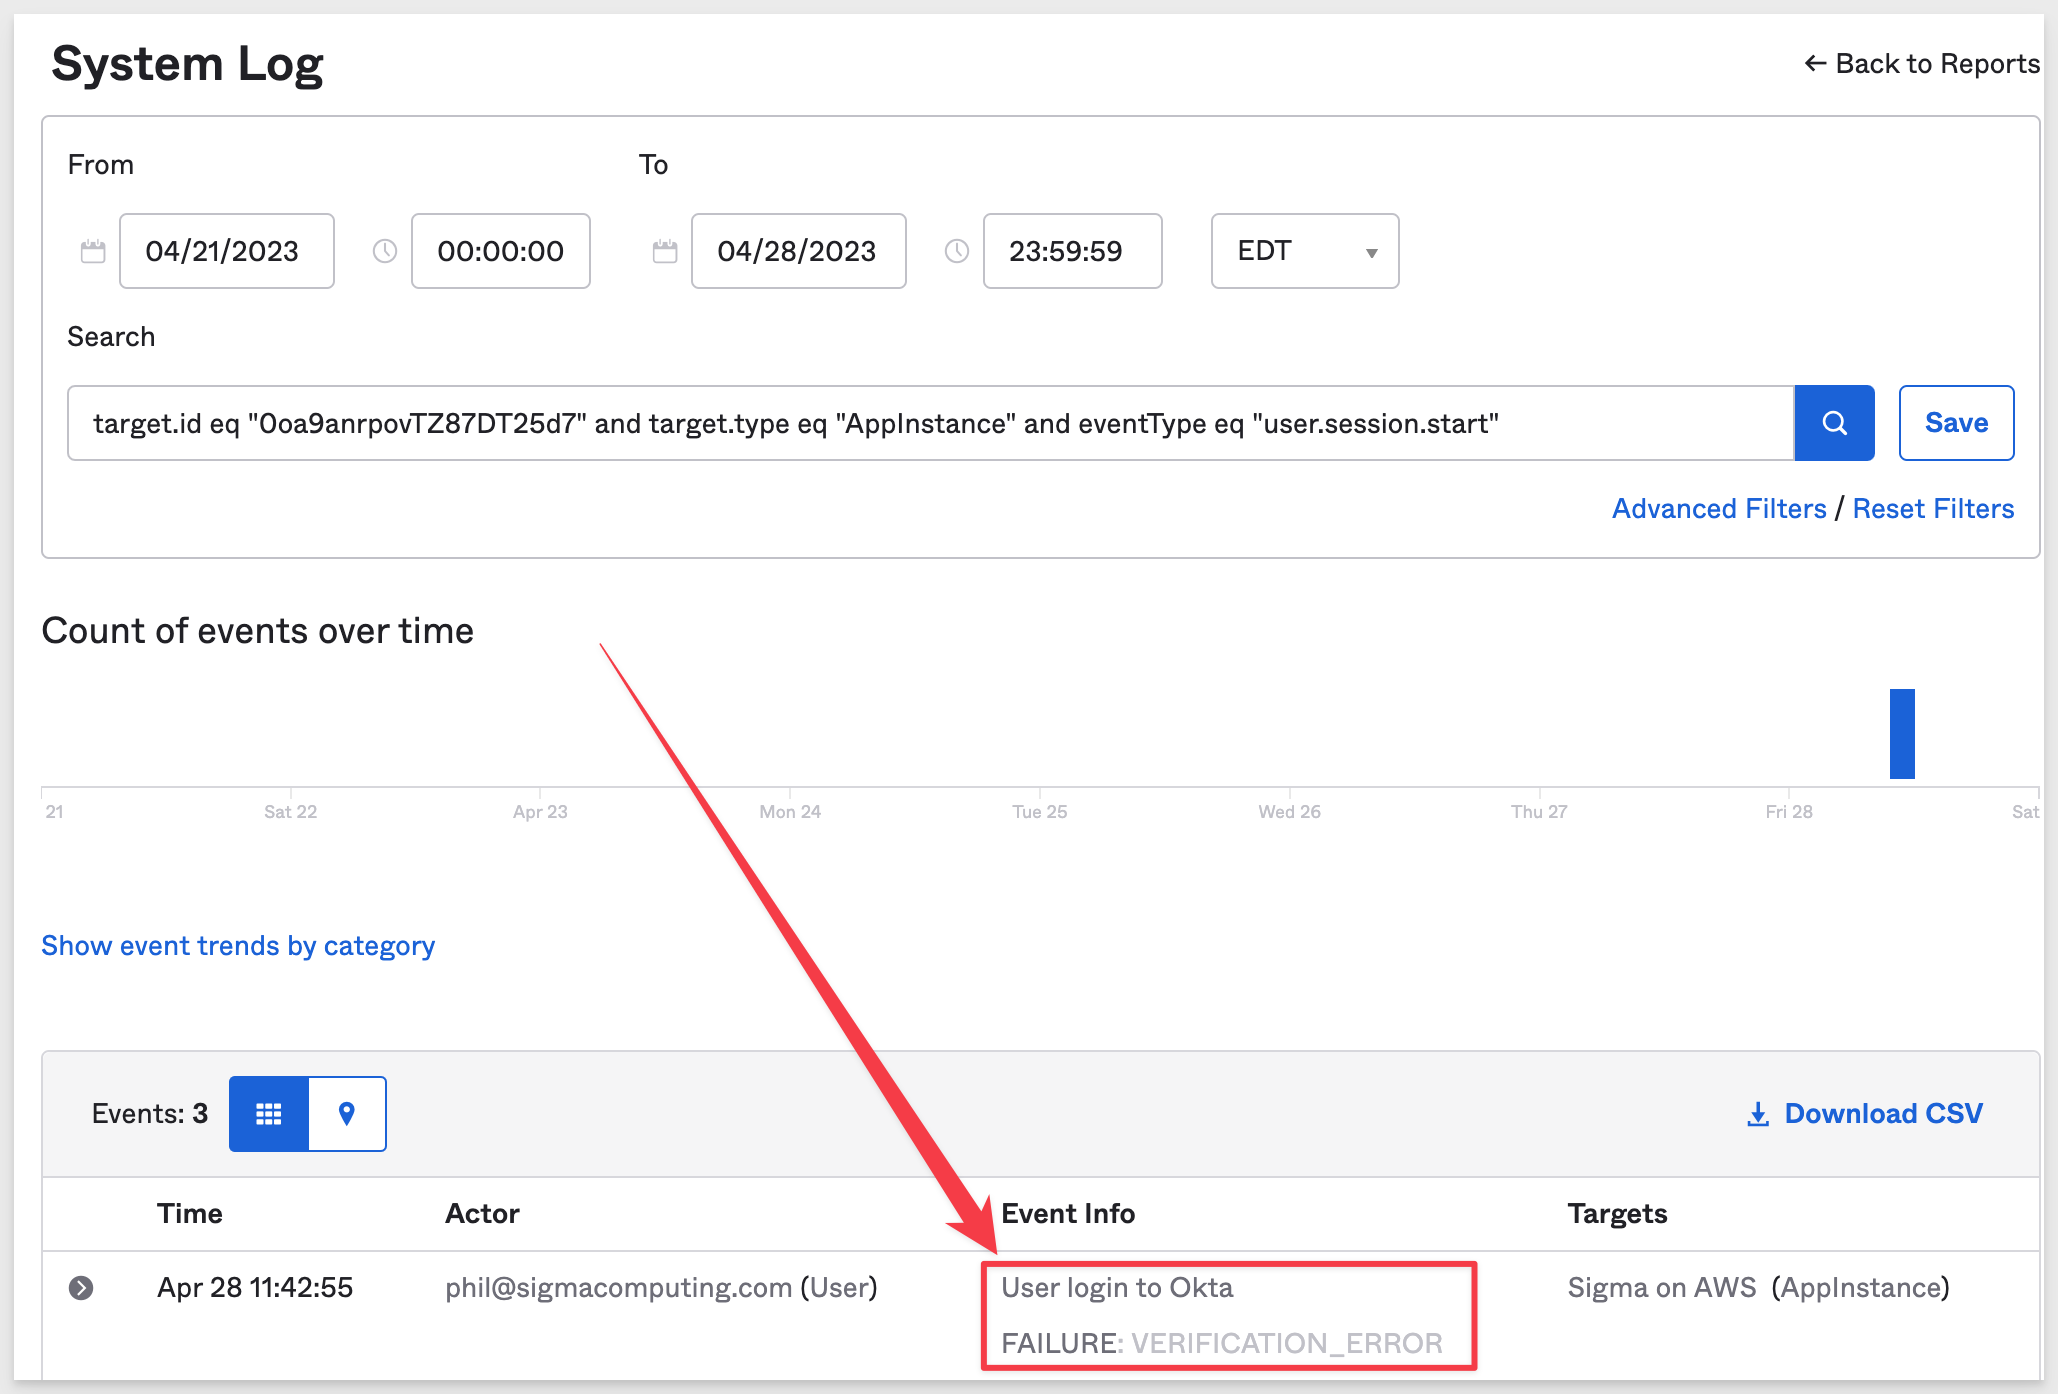 System Log
← Back to Reports
From
To
04/21/2023
00:00:00
04/28/2023
23:59:59
EDT
Search
target.id eq "0oa9anrpovTZ87DT25d7" and target.type eq "AppInstance" and eventType eq "user.session.start"
Save
Advanced Filters / Reset Filters
Count of events over time
21 Sat 22 Apr 23 Mon 24 Tue 25 Wed 26 Thu 27 Fri 28 Sat
Show event trends by category
Events: 3
Download CSV
Time Actor Event Info Targets
Apr 28 11:42:55 phil@sigmacomputing.com (User) User login to Okta Sigma on AWS (AppInstance)
FAILURE: VERIFICATION_ERROR